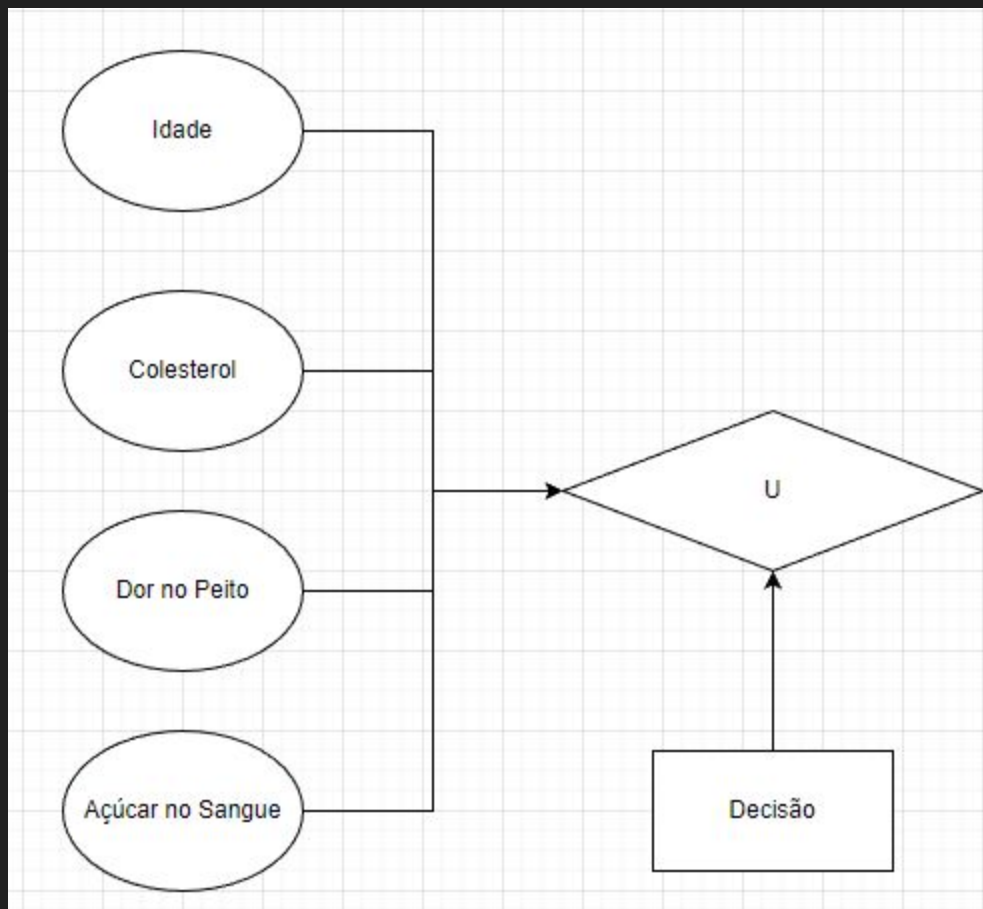 Idade
Colesterol
U
Dor no Peito
Açúcar no Sangue
Decisão